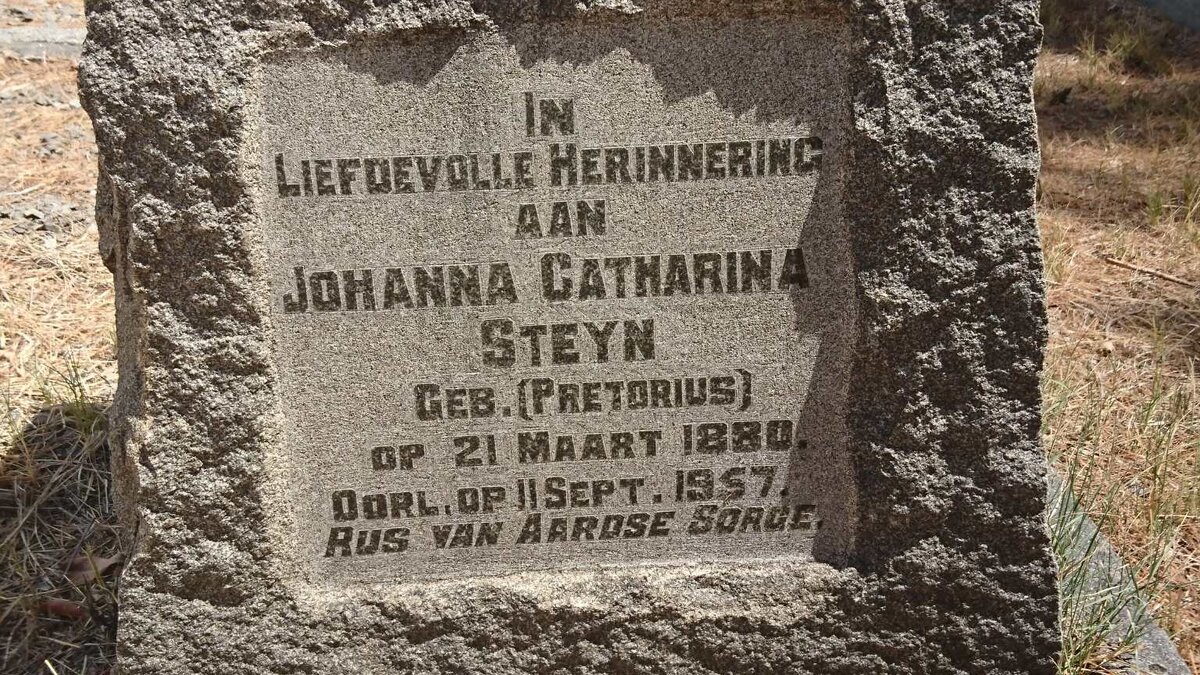 IN
LIEFDEVOLLE HERINNERING
AAN
JOHANNA CATHARINA
STEYN
GEB. (PRETORIUS)
OP 21 MAART 1880.
OORL. OP 11 SEPT. 1957.
RUS VAN AARDSE SORGE.